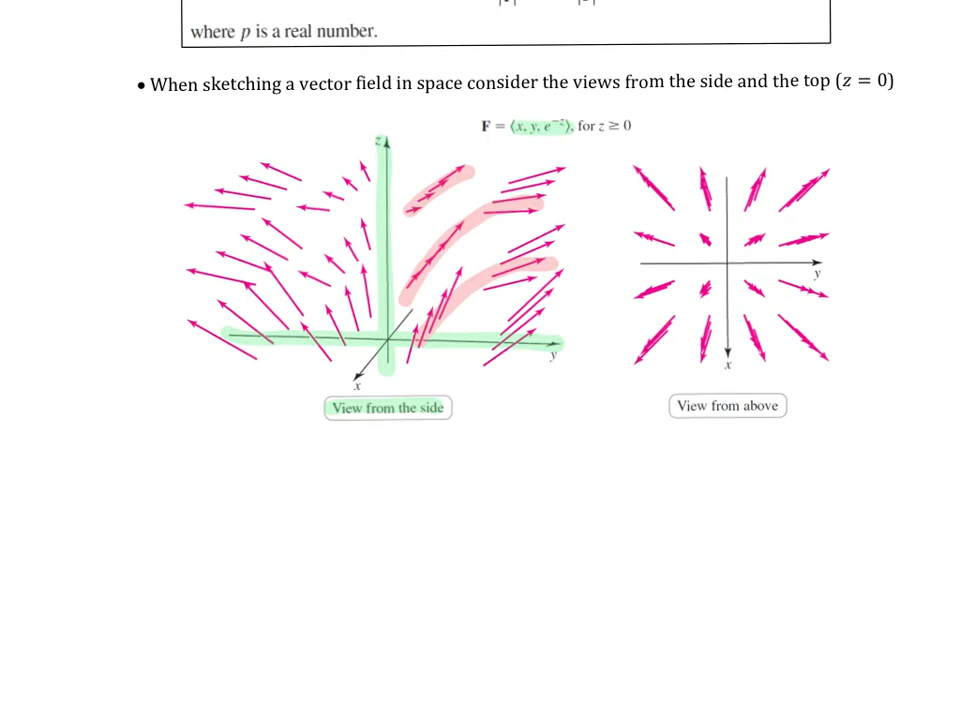 where p is a real number.
• When sketching a vector field in space consider the views from the side and the top (z = 0)
F = ⟨x, y, e⁻ᶻ⟩, for z ≥ 0
z
y
x
View from the side
y
x
View from above